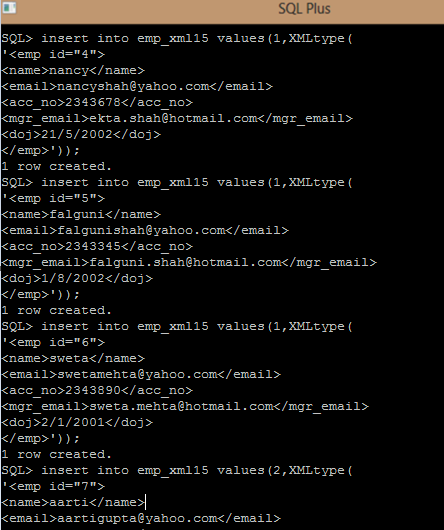 SQL Plus
SQL> insert into emp_xml15 values(1,XMLtype(
'<emp id="4">
<name>nancy</name>
<email>nancyshah@yahoo.com</email>
<acc_no>2343678</acc_no>
<mgr_email>ekta.shah@hotmail.com</mgr_email>
<doj>21/5/2002</doj>
</emp>'));
1 row created.
SQL> insert into emp_xml15 values(1,XMLtype(
'<emp id="5">
<name>falguni</name>
<email>falgunishah@yahoo.com</email>
<acc_no>2343345</acc_no>
<mgr_email>falguni.shah@hotmail.com</mgr_email>
<doj>1/8/2002</doj>
</emp>'));
1 row created.
SQL> insert into emp_xml15 values(1,XMLtype(
'<emp id="6">
<name>sweta</name>
<email>swetamehta@yahoo.com</email>
<acc_no>2343890</acc_no>
<mgr_email>sweta.mehta@hotmail.com</mgr_email>
<doj>2/1/2001</doj>
</emp>'));
1 row created.
SQL> insert into emp_xml15 values(2,XMLtype(
'<emp id="7">
<name>aarti</name>
<email>aartigupta@yahoo.com</email>